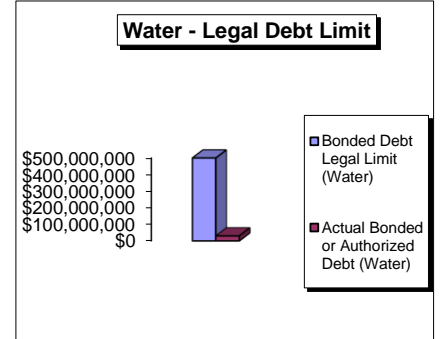 Water - Legal Debt Limit
$500,000,000
$400,000,000
$300,000,000
$200,000,000
$100,000,000
$0
Bonded Debt
Legal Limit
(Water)
Actual Bonded
or Authorized
Debt (Water)